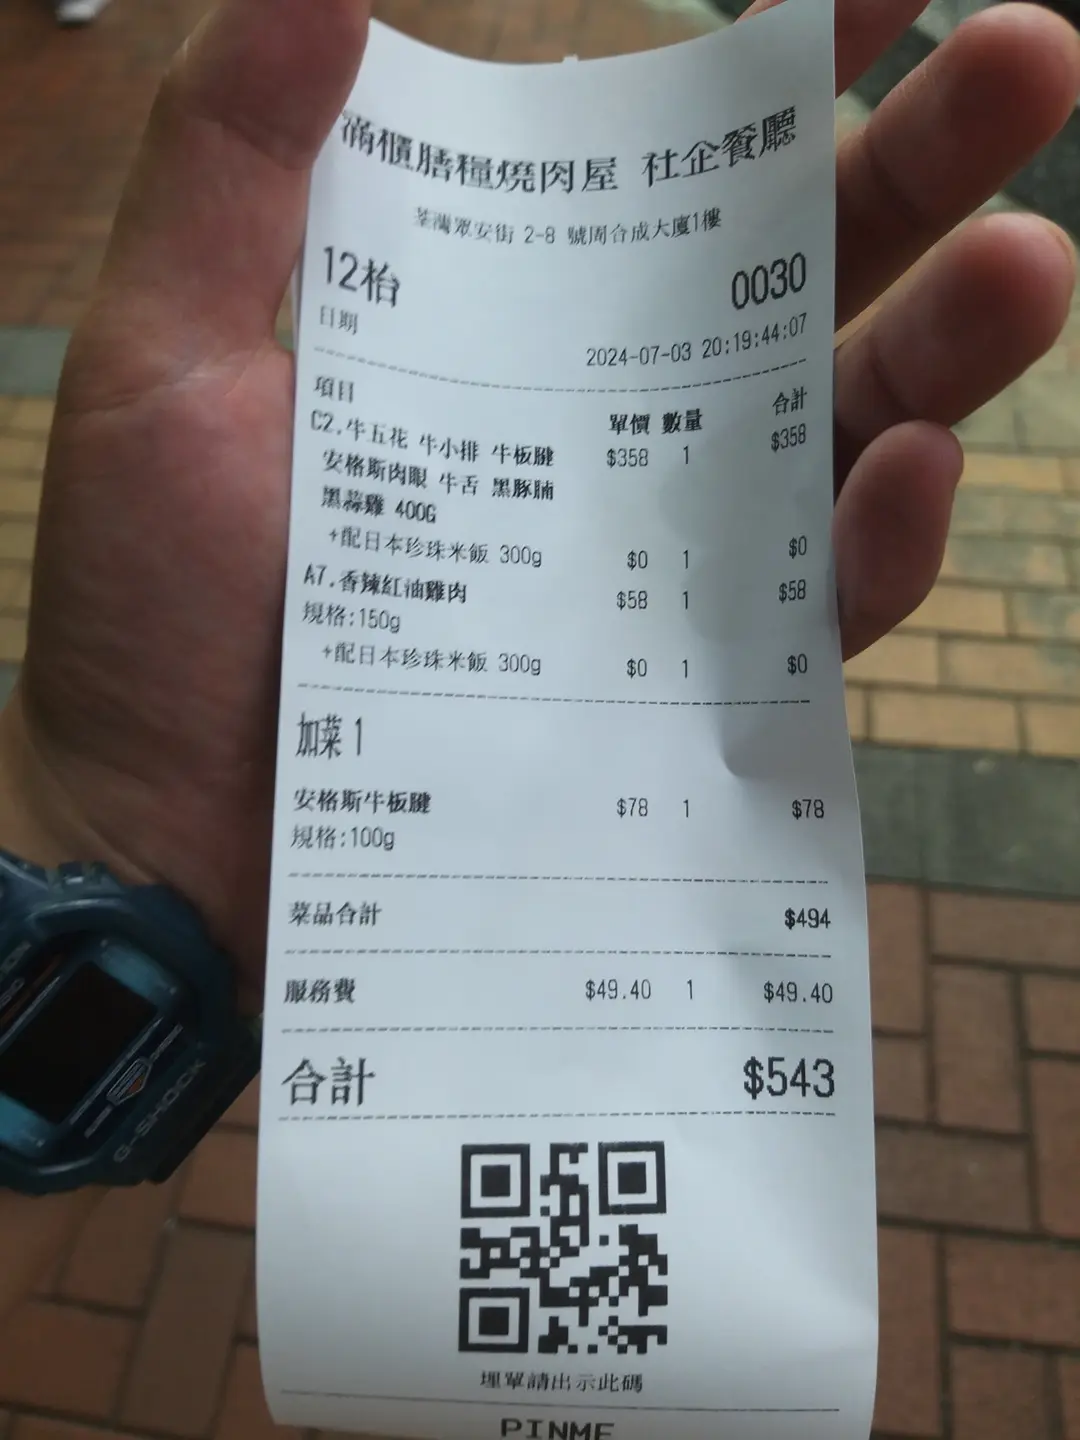 滿櫃膳糧燒肉屋 社企餐廳
荃灣眾安街 2-8 號周合成大廈1樓
12枱 0030
日期 2024-07-03 20:19:44:07
項目 單價 數量 合計
C2.牛五花 牛小排 牛板腱 $358 1 $358
安格斯肉眼 牛舌 黑豚腩
黑蒜雞 400G
+配日本珍珠米飯 300g $0 1 $0
A7.香辣紅油雞肉 $58 1 $58
規格:150g
+配日本珍珠米飯 300g $0 1 $0
加菜 1
安格斯牛板腱 $78 1 $78
規格:100g
菜品合計 $494
服務費 $49.40 1 $49.40
合計 $543
埋單請出示此碼
PINME
G-SHOCK